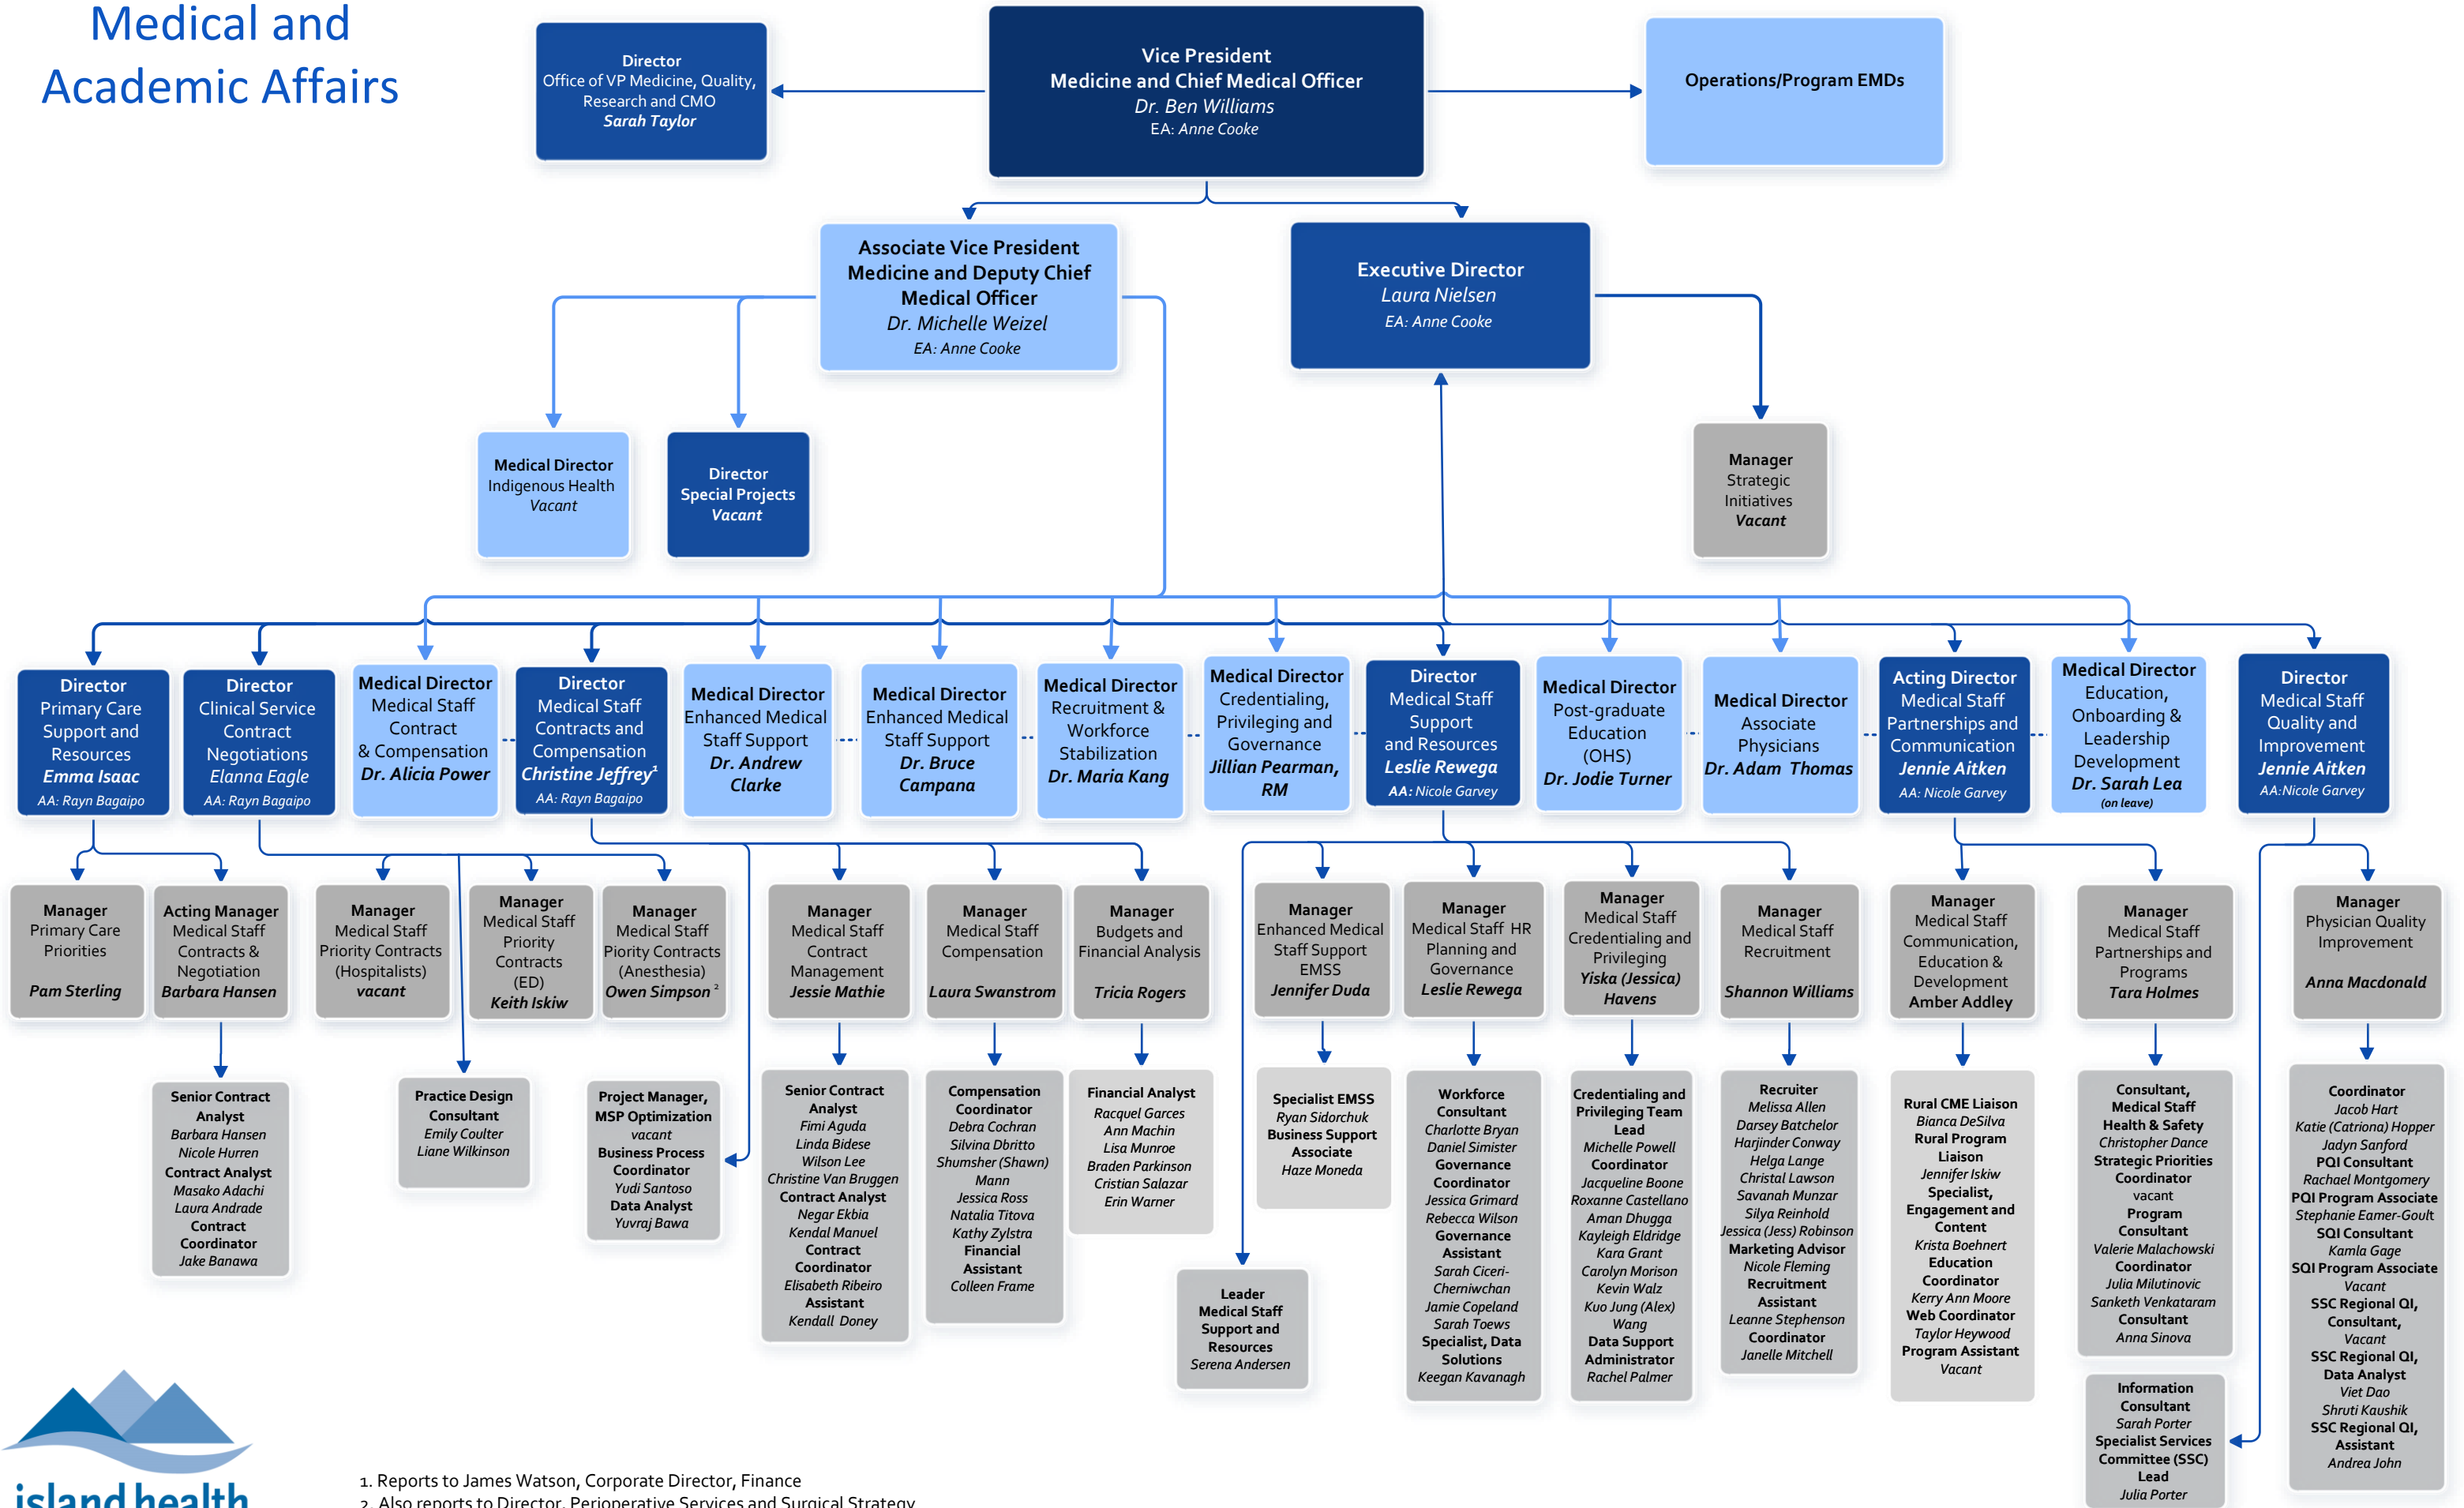 Medical and
Academic Affairs
Director
Office of VP Medicine, Quality,
Research and CMO
Sarah Taylor
Vice President
Medicine and Chief Medical Officer
Dr. Ben Williams
EA: Anne Cooke
Operations/Program EMDs
Associate Vice President
Medicine and Deputy Chief
Medical Officer
Dr. Michelle Weizel
EA: Anne Cooke
Executive Director
Laura Nielsen
EA: Anne Cooke
Medical Director
Indigenous Health
Vacant
Director
Special Projects
Vacant
Manager
Strategic
Initiatives
Vacant
Director
Primary Care
Support and
Resources
Emma Isaac
AA: Rayn Bagaipo
Director
Clinical Service
Contract
Negotiations
Elanna Eagle
AA: Rayn Bagaipo
Medical Director
Medical Staff
Contract
& Compensation
Dr. Alicia Power
Director
Medical Staff
Contracts and
Compensation
Christine Jeffrey¹
AA: Rayn Bagaipo
Medical Director
Enhanced Medical
Staff Support
Dr. Andrew
Clarke
Medical Director
Enhanced Medical
Staff Support
Dr. Bruce
Campana
Medical Director
Recruitment &
Workforce
Stabilization
Dr. Maria Kang
Medical Director
Credentialing,
Privileging and
Governance
Jillian Pearman,
RM
Director
Medical Staff
Support
and Resources
Leslie Rewega
AA: Nicole Garvey
Medical Director
Post-graduate
Education
(OHS)
Dr. Jodie Turner
Medical Director
Associate
Physicians
Dr. Adam Thomas
Acting Director
Medical Staff
Partnerships and
Communication
Jennie Aitken
AA: Nicole Garvey
Medical Director
Education,
Onboarding &
Leadership
Development
Dr. Sarah Lea
(on leave)
Director
Medical Staff
Quality and
Improvement
Jennie Aitken
AA:Nicole Garvey
Manager
Primary Care
Priorities
Pam Sterling
Acting Manager
Medical Staff
Contracts &
Negotiation
Barbara Hansen
Manager
Medical Staff
Priority Contracts
(Hospitalists)
vacant
Manager
Medical Staff
Priority
Contracts
(ED)
Keith Iskiw
Manager
Medical Staff
Piority Contracts
(Anesthesia)
Owen Simpson ²
Manager
Medical Staff
Contract
Management
Jessie Mathie
Manager
Medical Staff
Compensation
Laura Swanstrom
Manager
Budgets and
Financial Analysis
Tricia Rogers
Manager
Enhanced Medical
Staff Support
EMSS
Jennifer Duda
Manager
Medical Staff HR
Planning and
Governance
Leslie Rewega
Manager
Medical Staff
Credentialing and
Privileging
Yiska (Jessica)
Havens
Manager
Medical Staff
Recruitment
Shannon Williams
Manager
Medical Staff
Communication,
Education &
Development
Amber Addley
Manager
Medical Staff
Partnerships and
Programs
Tara Holmes
Manager
Physician Quality
Improvement
Anna Macdonald
Senior Contract
Analyst
Barbara Hansen
Nicole Hurren
Contract Analyst
Masako Adachi
Laura Andrade
Contract
Coordinator
Jake Banawa
Practice Design
Consultant
Emily Coulter
Liane Wilkinson
Project Manager,
MSP Optimization
vacant
Business Process
Coordinator
Yudi Santoso
Data Analyst
Yuvraj Bawa
Senior Contract
Analyst
Fimi Aguda
Linda Bidese
Wilson Lee
Christine Van Bruggen
Contract Analyst
Negar Ekbia
Kendal Manuel
Contract
Coordinator
Elisabeth Ribeiro
Assistant
Kendall Doney
Compensation
Coordinator
Debra Cochran
Silvina Dbritto
Shumsher (Shawn)
Mann
Jessica Ross
Natalia Titova
Kathy Zylstra
Financial
Assistant
Colleen Frame
Financial Analyst
Racquel Garces
Ann Machin
Lisa Munroe
Braden Parkinson
Cristian Salazar
Erin Warner
Leader
Medical Staff
Support and
Resources
Serena Andersen
Specialist EMSS
Ryan Sidorchuk
Business Support
Associate
Haze Moneda
Workforce
Consultant
Charlotte Bryan
Daniel Simister
Governance
Coordinator
Jessica Grimard
Rebecca Wilson
Governance
Assistant
Sarah Ciceri-
Cherniwchan
Jamie Copeland
Sarah Toews
Specialist, Data
Solutions
Keegan Kavanagh
Credentialing and
Privileging Team
Lead
Michelle Powell
Coordinator
Jacqueline Boone
Roxanne Castellano
Aman Dhugga
Kayleigh Eldridge
Kara Grant
Carolyn Morison
Kevin Walz
Kuo Jung (Alex)
Wang
Data Support
Administrator
Rachel Palmer
Recruiter
Melissa Allen
Darsey Batchelor
Harjinder Conway
Helga Lange
Christal Lawson
Savanah Munzar
Silya Reinhold
Jessica (Jess) Robinson
Marketing Advisor
Nicole Fleming
Recruitment
Assistant
Leanne Stephenson
Coordinator
Janelle Mitchell
Rural CME Liaison
Bianca DeSilva
Rural Program
Liaison
Jennifer Iskiw
Specialist,
Engagement and
Content
Krista Boehnert
Education
Coordinator
Kerry Ann Moore
Web Coordinator
Taylor Heywood
Program Assistant
Vacant
Consultant,
Medical Staff
Health & Safety
Christopher Dance
Strategic Priorities
Coordinator
vacant
Program
Consultant
Valerie Malachowski
Coordinator
Julia Milutinovic
Sanketh Venkataram
Consultant
Anna Sinova
Information
Consultant
Sarah Porter
Specialist Services
Committee (SSC)
Lead
Julia Porter
Coordinator
Jacob Hart
Katie (Catriona) Hopper
Jadyn Sanford
PQI Consultant
Rachael Montgomery
PQI Program Associate
Stephanie Eamer-Goult
SQI Consultant
Kamla Gage
SQI Program Associate
Vacant
SSC Regional QI,
Consultant,
Vacant
SSC Regional QI,
Data Analyst
Viet Dao
Shruti Kaushik
SSC Regional QI,
Assistant
Andrea John
island health
1. Reports to James Watson, Corporate Director, Finance
2. Also reports to Director, Perioperative Services and Surgical Strategy